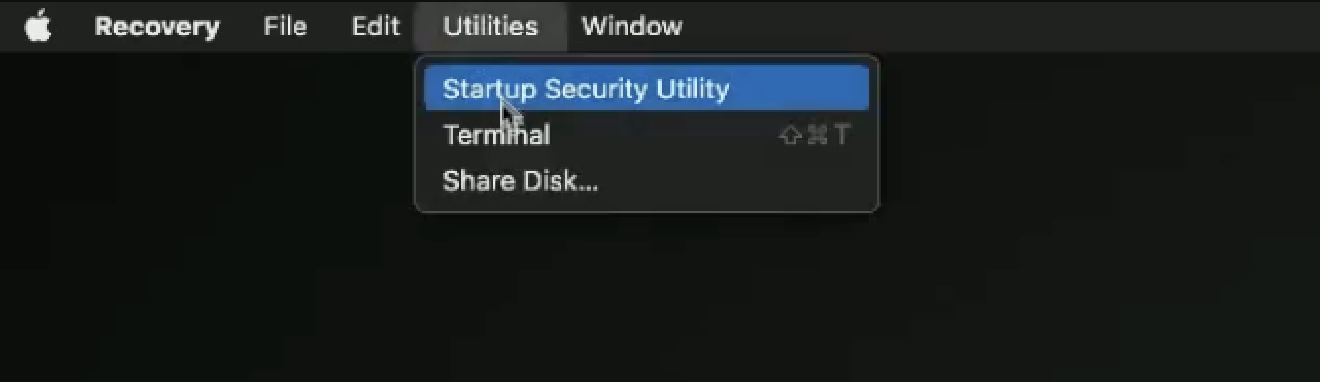 Recovery File Edit Utilities Window
Startup Security Utility
Terminal ⇧⌘T
Share Disk...